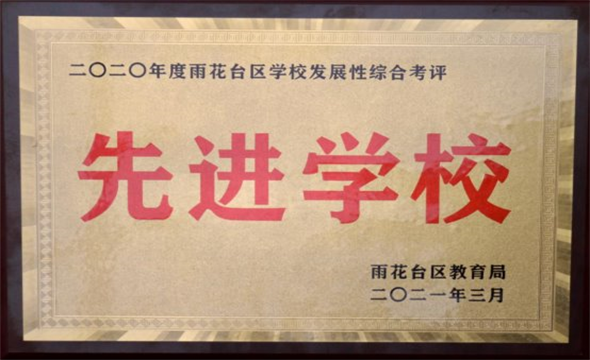 二〇二〇年度雨花台区学校发展性综合考评
先进学校
雨花台区教育局
二〇二一年三月